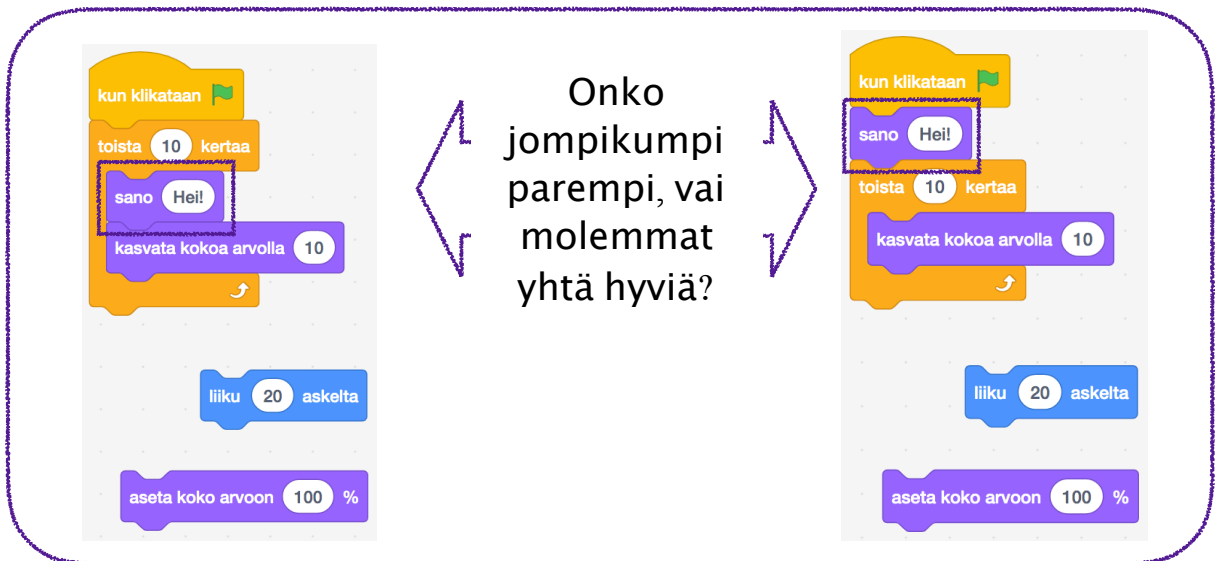 kun klikataan
toista 10 kertaa
sano Hei!
kasvata kokoa arvolla 10
liiku 20 askelta
aseta koko arvoon 100 %
Onko
jompikumpi
parempi, vai
molemmat
yhtä hyviä?
kun klikataan
sano Hei!
toista 10 kertaa
kasvata kokoa arvolla 10
liiku 20 askelta
aseta koko arvoon 100 %